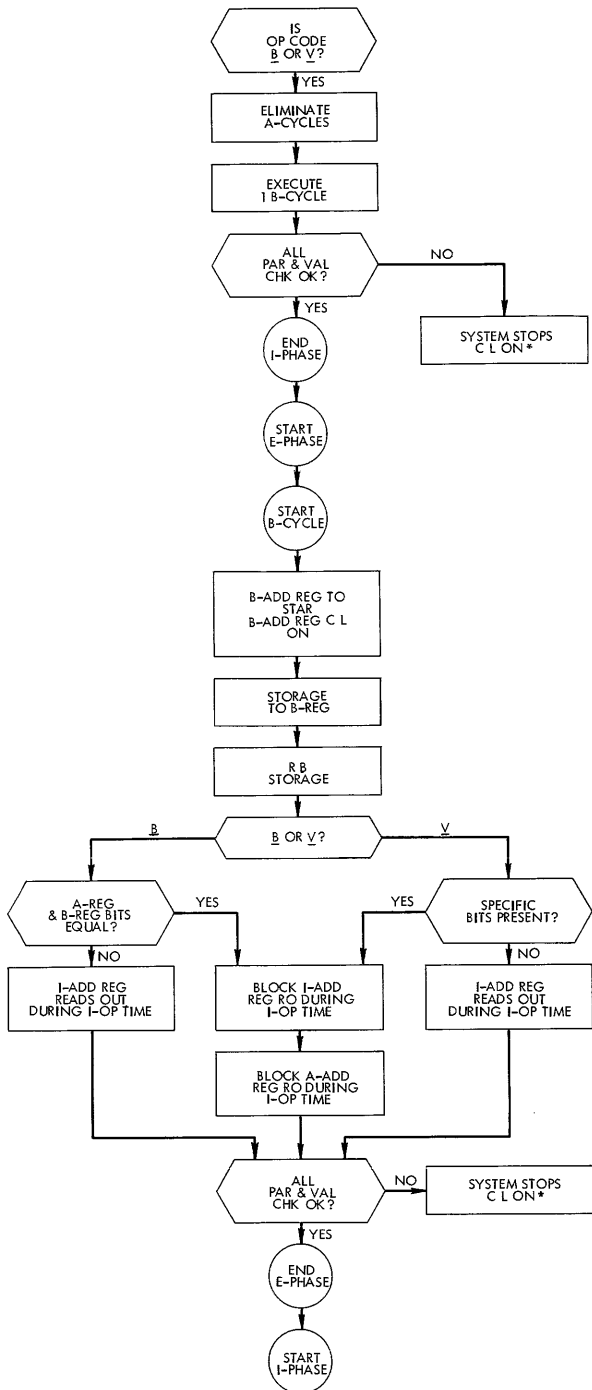 IS
OP CODE
B OR V?
YES
ELIMINATE
A-CYCLES
EXECUTE
1 B-CYCLE
ALL
PAR & VAL
CHK OK?
NO
YES
SYSTEM STOPS
C L ON *
END
I-PHASE
START
E-PHASE
START
B-CYCLE
B-ADD REG TO
STAR
B-ADD REG C L
ON
STORAGE
TO B-REG
R B
STORAGE
B
B OR V?
V
A-REG
& B-REG BITS
EQUAL?
YES
YES
SPECIFIC
BITS PRESENT?
NO
NO
I-ADD REG
READS OUT
DURING I-OP TIME
BLOCK I-ADD
REG RO DURING
I-OP TIME
I-ADD REG
READS OUT
DURING I-OP TIME
BLOCK A-ADD
REG RO DURING
I-OP TIME
ALL
PAR & VAL
CHK OK?
NO
SYSTEM STOPS
C L ON *
YES
END
E-PHASE
START
I-PHASE